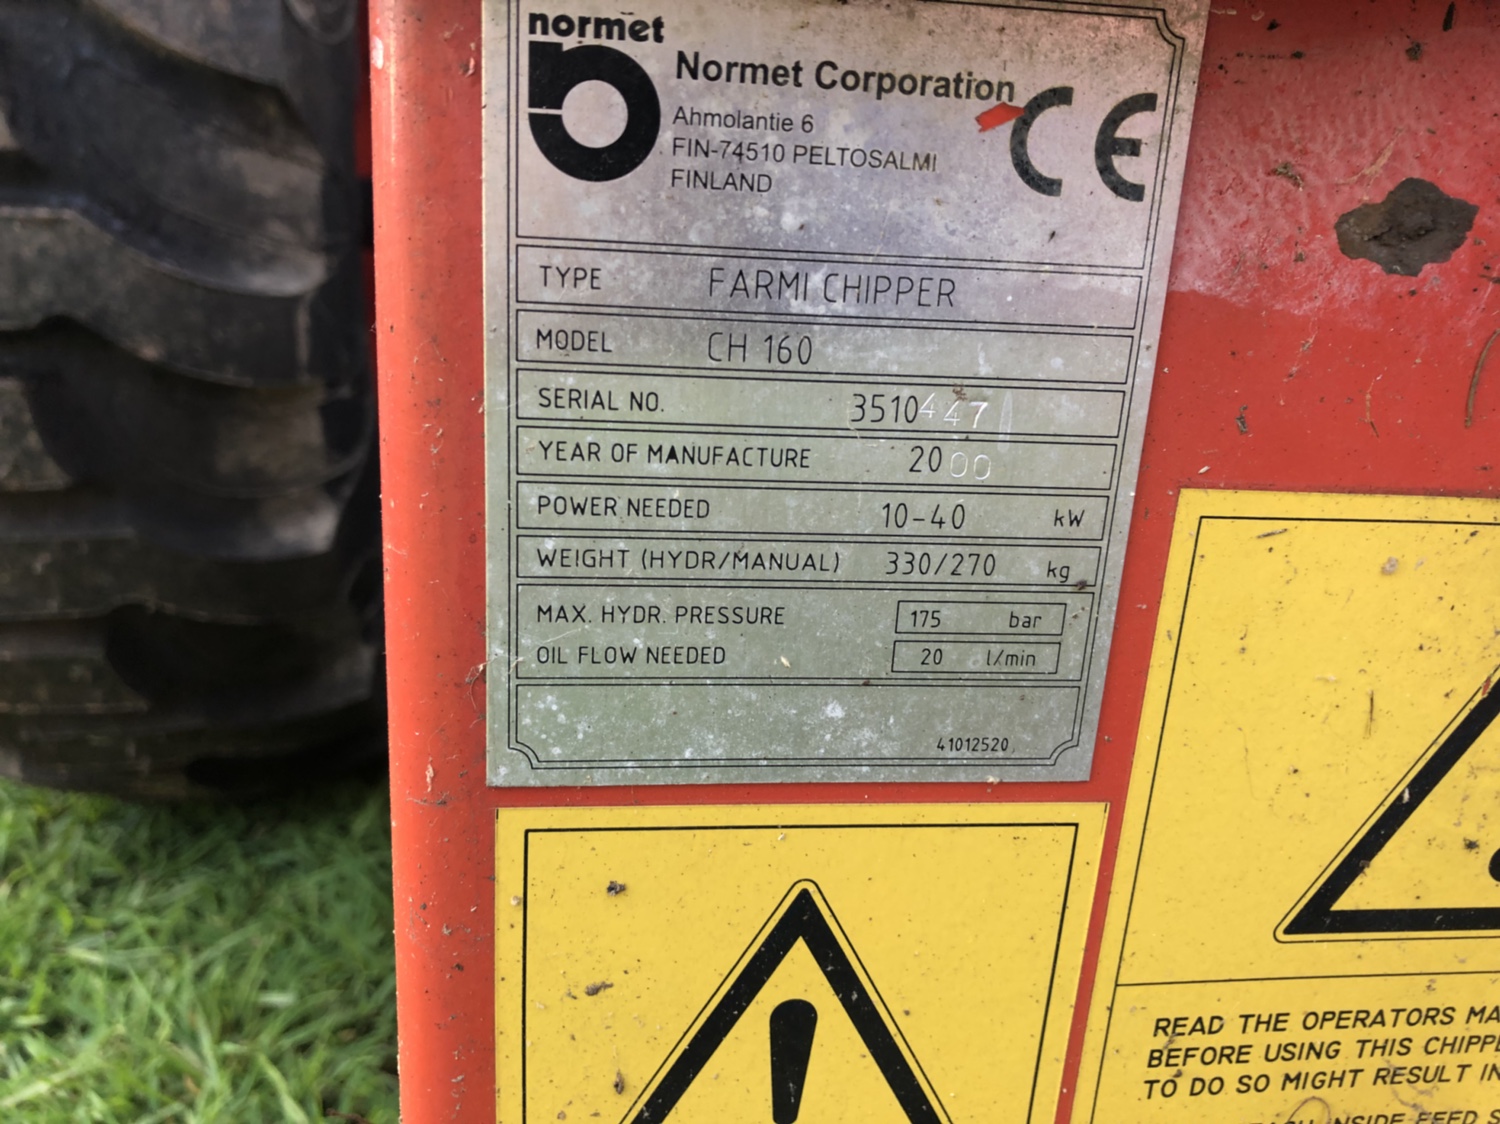 normet
Normet Corporation
Ahmolantie 6
FIN-74510 PELTOSALMI
FINLAND
CE
TYPE FARMI CHIPPER
MODEL CH 160
SERIAL NO. 3510447
YEAR OF MANUFACTURE 2000
POWER NEEDED 10-40 kW
WEIGHT (HYDR/MANUAL) 330/270 kg
MAX. HYDR. PRESSURE 175 bar
OIL FLOW NEEDED 20 l/min
41012520
READ THE OPERATORS MA
BEFORE USING THIS CHIPPE
TO DO SO MIGHT RESULT IN
INSIDE FEED S